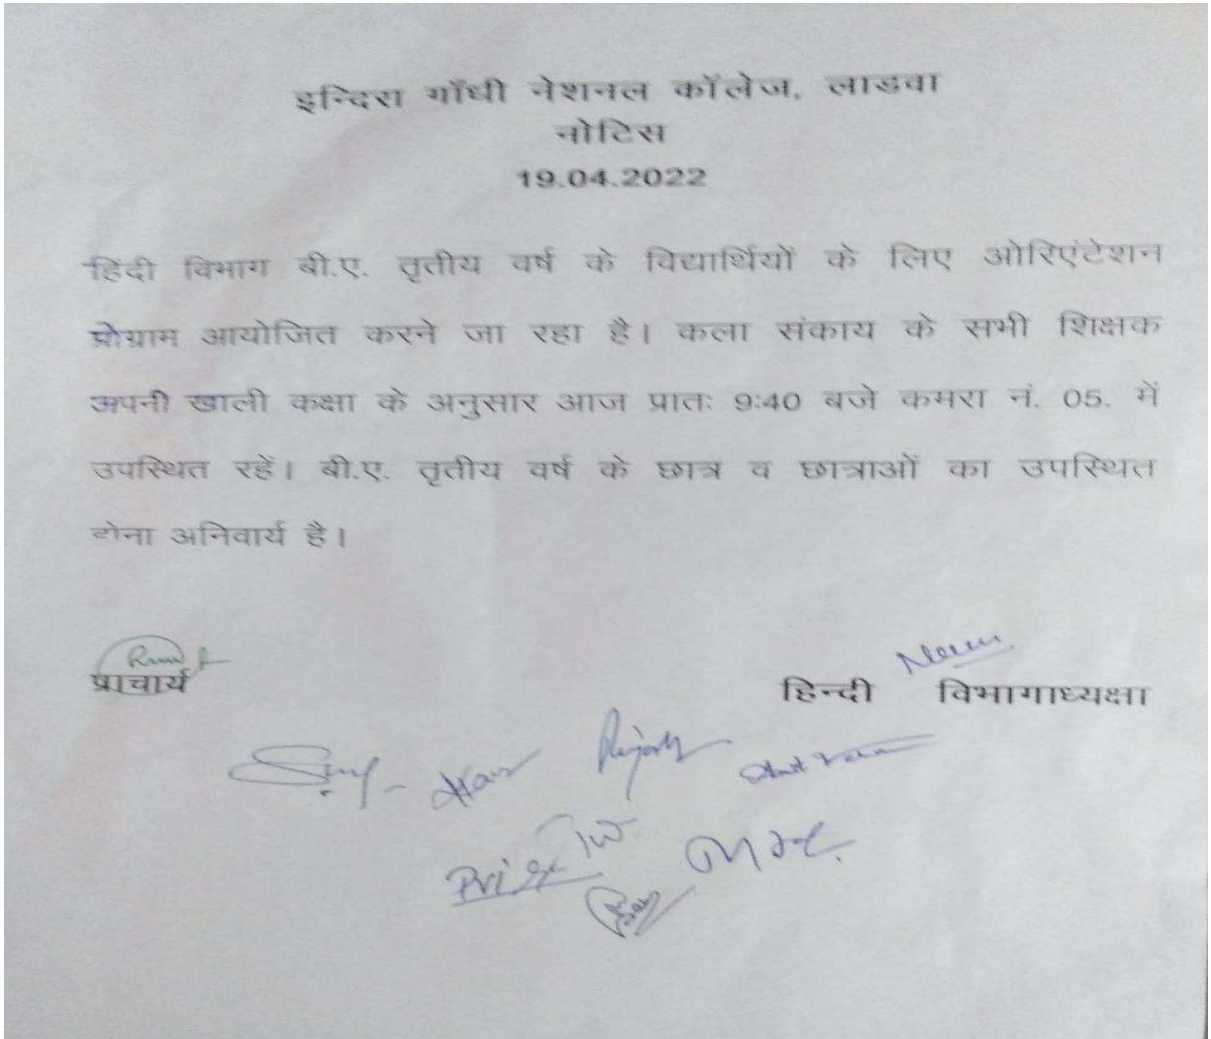 इन्दिरा गाँधी नेशनल कॉलेज, लाडवा
नोटिस
19.04.2022
हिंदी विभाग बी.ए. तृतीय वर्ष के विद्यार्थियों के लिए ओरिएंटेशन
प्रोग्राम आयोजित करने जा रहा है। कला संकाय के सभी शिक्षक
अपनी खाली कक्षा के अनुसार आज प्रातः 9:40 बजे कमरा नं. 05. में
उपस्थित रहें। बी.ए. तृतीय वर्ष के छात्र व छात्राओं का उपस्थित
होना अनिवार्य है।
प्राचार्य
हिन्दी विभागाध्यक्षा